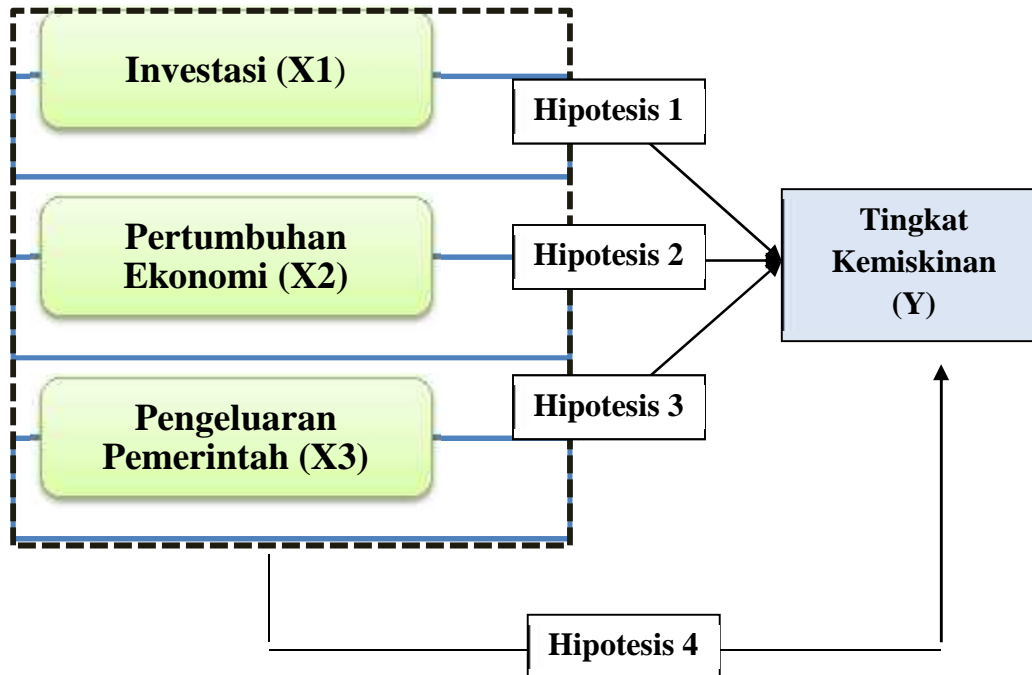 Investasi (X1)
Hipotesis 1
Pertumbuhan
Ekonomi (X2)
Hipotesis 2
Tingkat
Kemiskinan
(Y)
Pengeluaran
Pemerintah (X3)
Hipotesis 3
Hipotesis 4